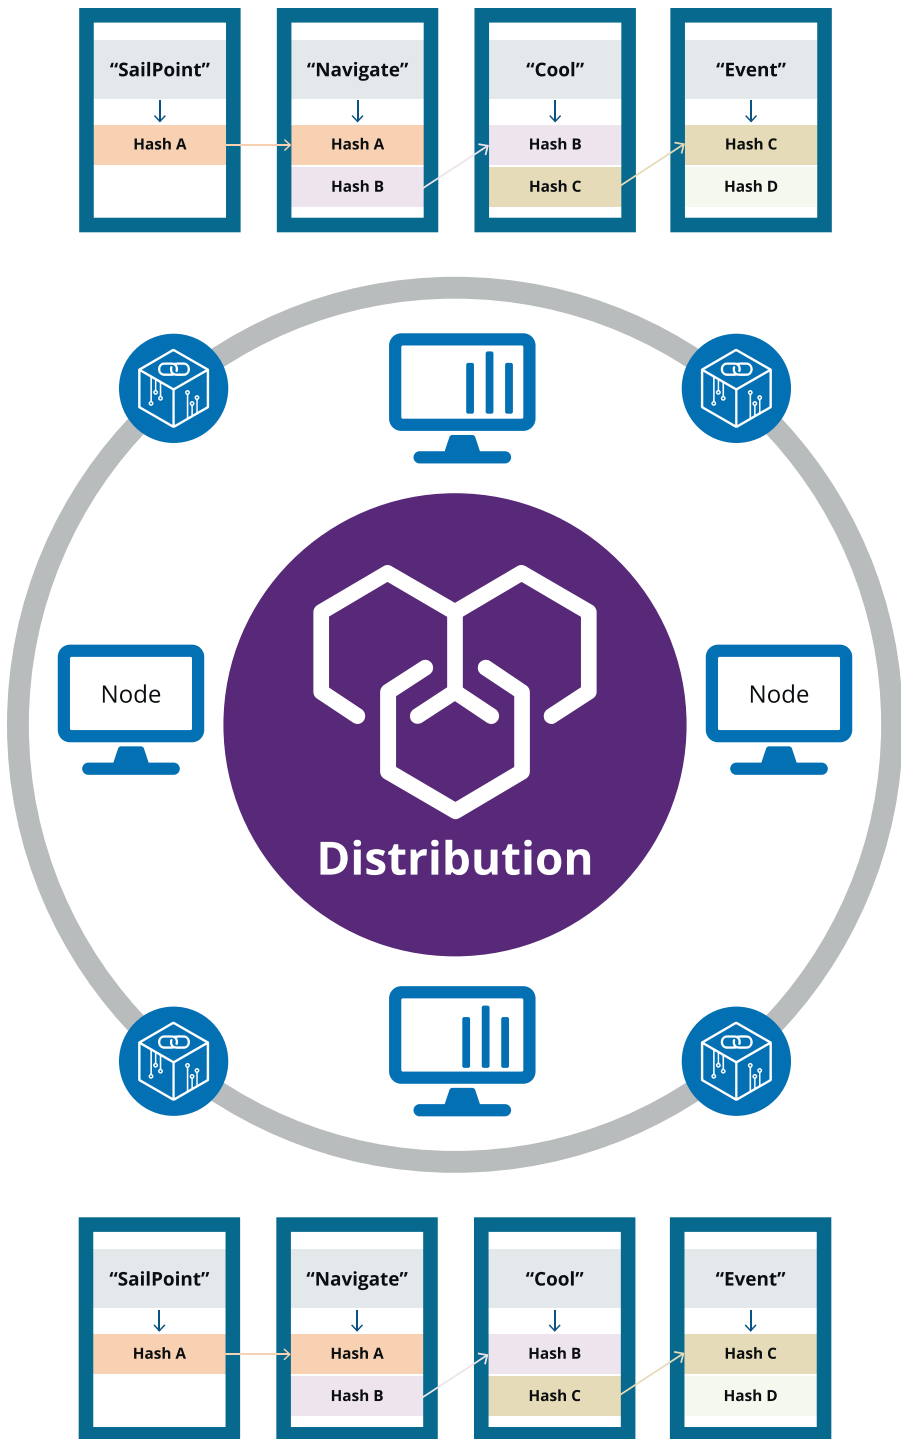 “SailPoint” “Navigate” “Cool” “Event”
Hash A Hash A Hash B Hash C
Hash B Hash C Hash D
Node Node
Distribution
“SailPoint” “Navigate” “Cool” “Event”
Hash A Hash A Hash B Hash C
Hash B Hash C Hash D